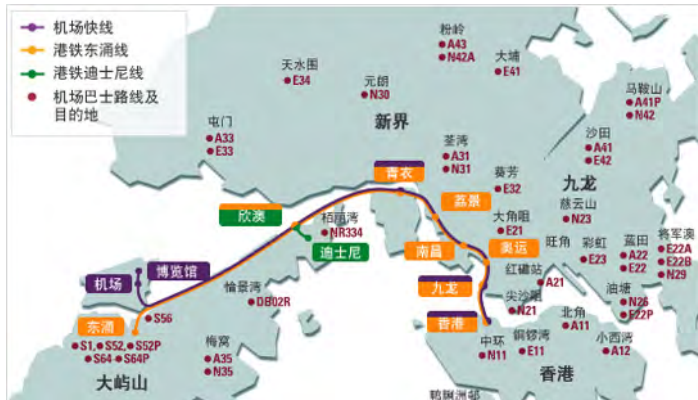 机场快线
港铁东涌线
港铁迪士尼线
机场巴士路线及
目的地
粉岭
A43
N42A
天水围
E34
元朗
N30
大埔
E41
马鞍山
A41P
N42
屯门
A33
E33
新界
荃湾
A31
N31
沙田
A41
E42
青衣
葵芳
E32
九龙
荔景
慈云山
N23
欣澳
栢丽湾
NR334
大角咀
E21
迪士尼
南昌
奥运
旺角
彩虹
E23
蓝田
A22
E22
将军澳
E22A
E22B
N29
博览馆
机场
愉景湾
DB02R
九龙
红磡站
A21
尖沙咀
N21
油塘
N26
E22P
S56
东涌
S1, S52, S52P
S64 S64P
梅窝
A35
N35
大屿山
香港
中环
N11
铜锣湾
E11
北角
A11
小西湾
A12
香港
鸭脷洲邨